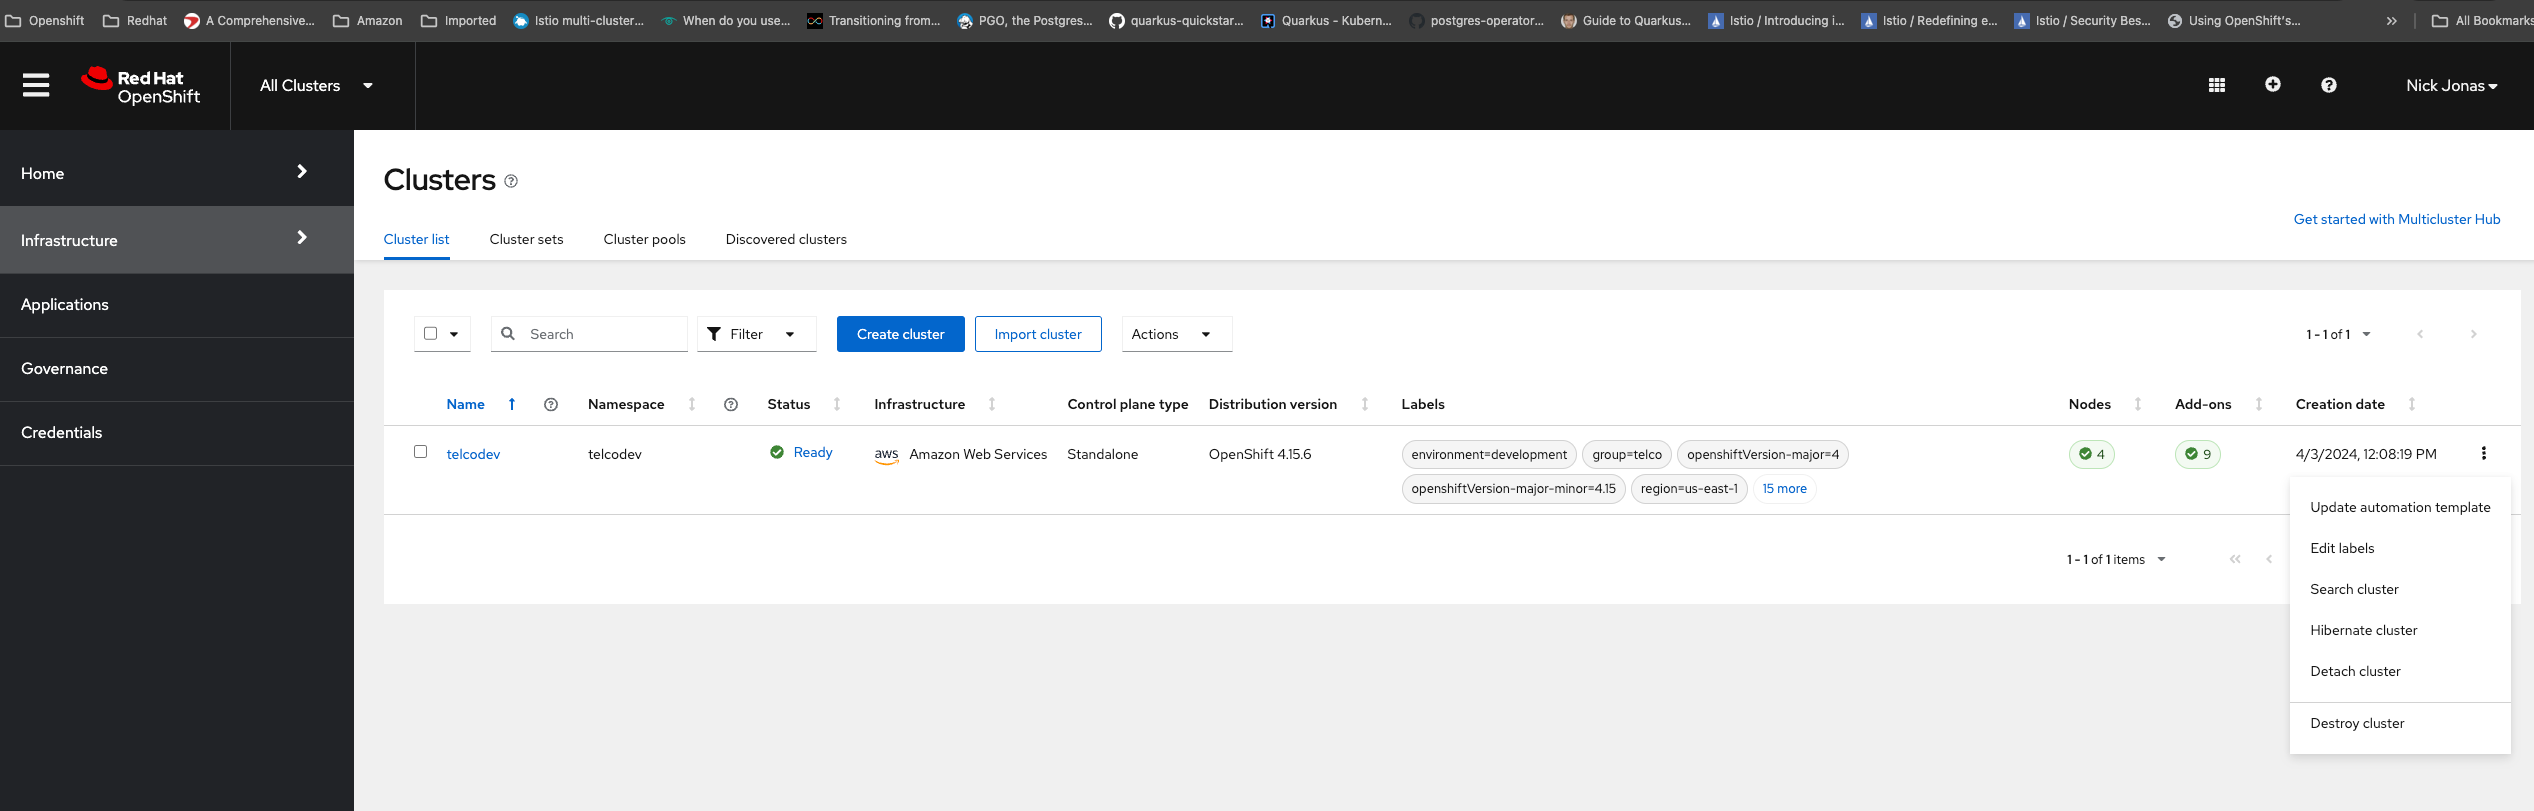 Openshift Redhat A Comprehensive... Amazon Imported Istio multi-cluster... When do you use... Transitioning from... PGO, the Postgres... quarkus-quickstar... Quarkus - Kubern... postgres-operator... Guide to Quarkus... Istio / Introducing i... Istio / Redefining e... Istio / Security Bes... Using OpenShift's... » All Bookmarks
Red Hat
OpenShift
All Clusters
Nick Jonas
Home
Infrastructure
Applications
Governance
Credentials
Clusters
Get started with Multicluster Hub
Cluster list Cluster sets Cluster pools Discovered clusters
Search Filter Create cluster Import cluster Actions 1 - 1 of 1
Name Namespace Status Infrastructure Control plane type Distribution version Labels Nodes Add-ons Creation date
telcodev telcodev Ready aws Amazon Web Services Standalone OpenShift 4.15.6 environment=development group=telco openshiftVersion-major=4 4 9 4/3/2024, 12:08:19 PM
openshiftVersion-major-minor=4.15 region=us-east-1 15 more
1 - 1 of 1 items
Update automation template
Edit labels
Search cluster
Hibernate cluster
Detach cluster
Destroy cluster